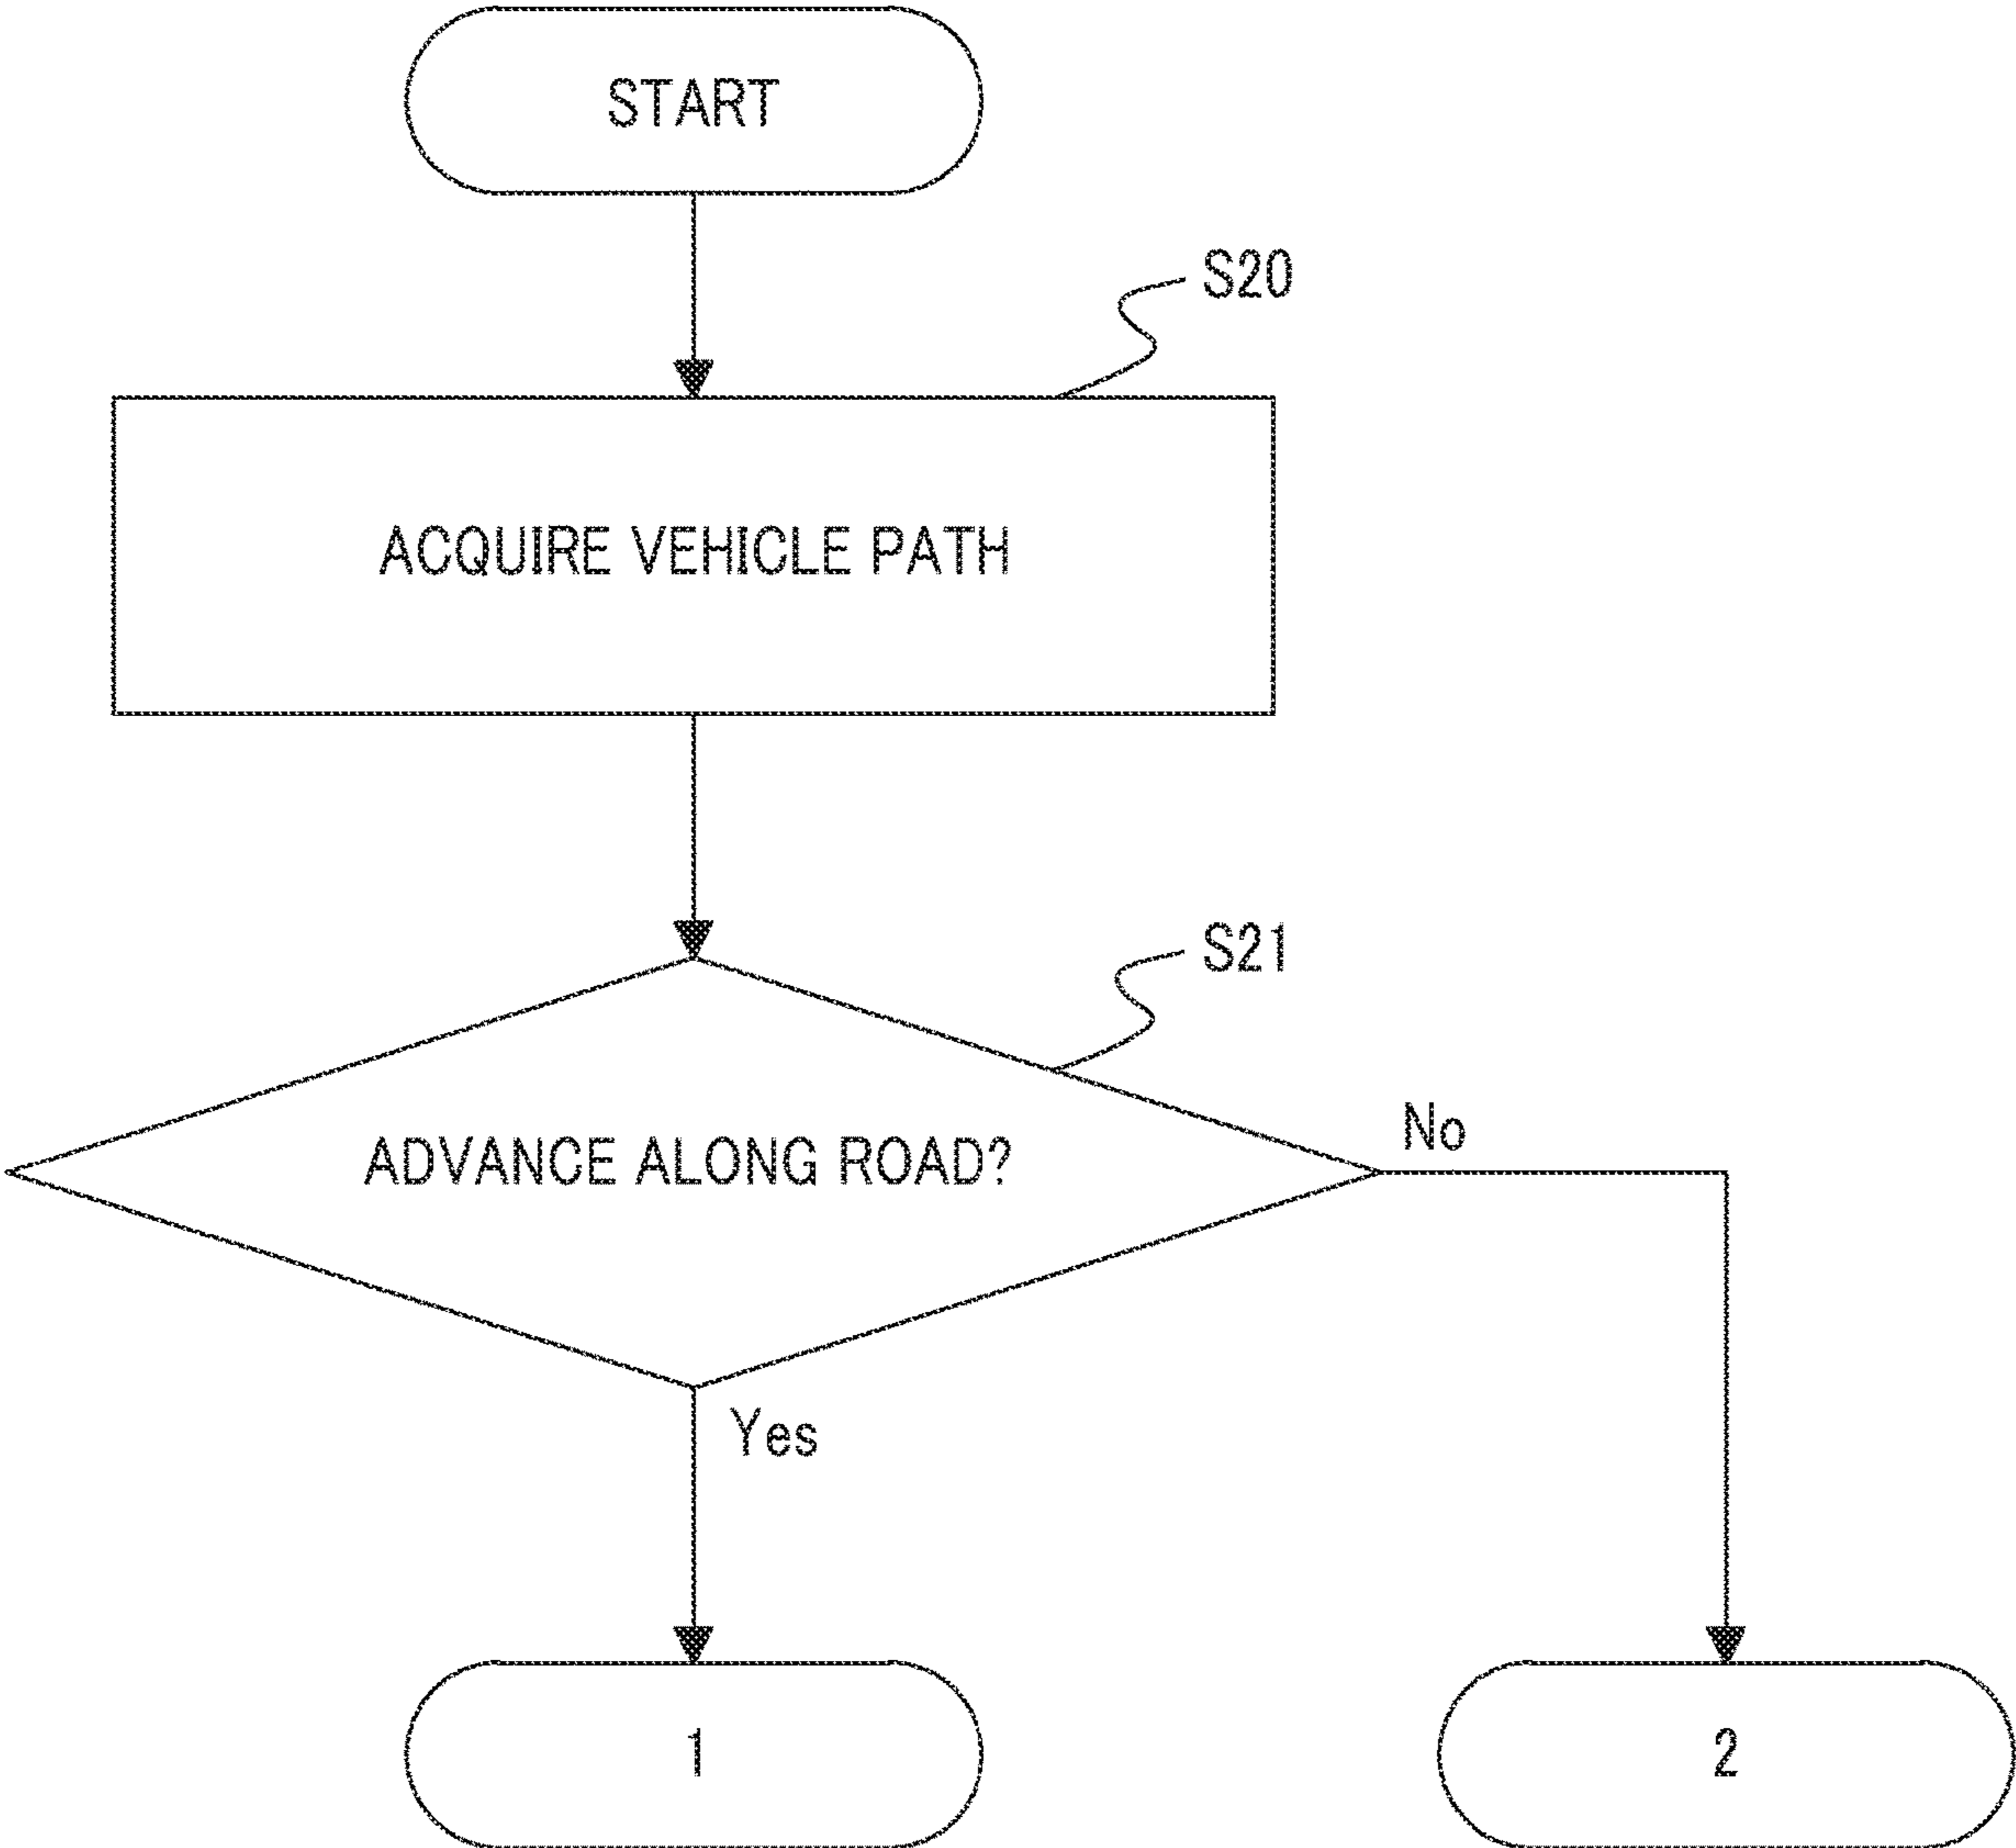 START
S20
ACQUIRE VEHICLE PATH
S21
ADVANCE ALONG ROAD?
No
Yes
1
2